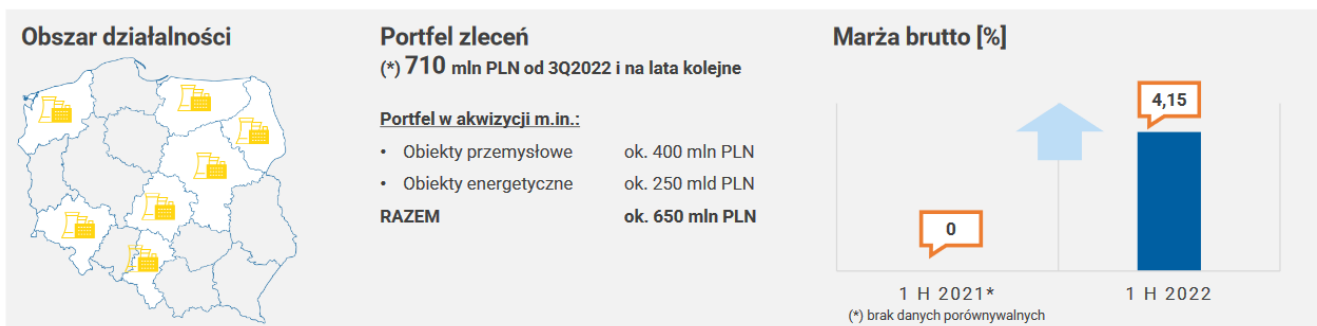 Obszar działalności
Portfel zleceń
(*) 710 mln PLN od 3Q2022 i na lata kolejne
Portfel w akwizycji m.in.:
• Obiekty przemysłowe ok. 400 mln PLN
• Obiekty energetyczne ok. 250 mld PLN
RAZEM ok. 650 mln PLN
Marża brutto [%]
4,15
0
1 H 2021* 1 H 2022
(*) brak danych porównywalnych